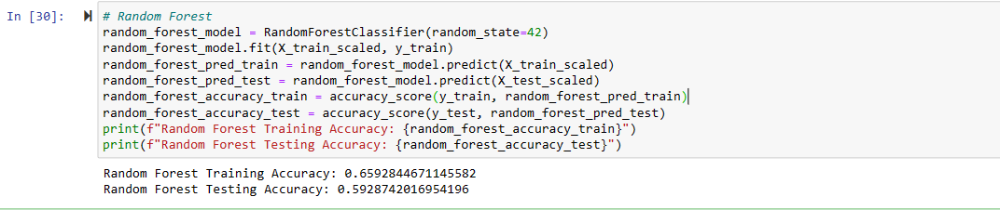 In [30]:
# Random Forest
random_forest_model = RandomForestClassifier(random_state=42)
random_forest_model.fit(X_train_scaled, y_train)
random_forest_pred_train = random_forest_model.predict(X_train_scaled)
random_forest_pred_test = random_forest_model.predict(X_test_scaled)
random_forest_accuracy_train = accuracy_score(y_train, random_forest_pred_train)
random_forest_accuracy_test = accuracy_score(y_test, random_forest_pred_test)
print(f"Random Forest Training Accuracy: {random_forest_accuracy_train}")
print(f"Random Forest Testing Accuracy: {random_forest_accuracy_test}")
Random Forest Training Accuracy: 0.6592844671145582
Random Forest Testing Accuracy: 0.5928742016954196